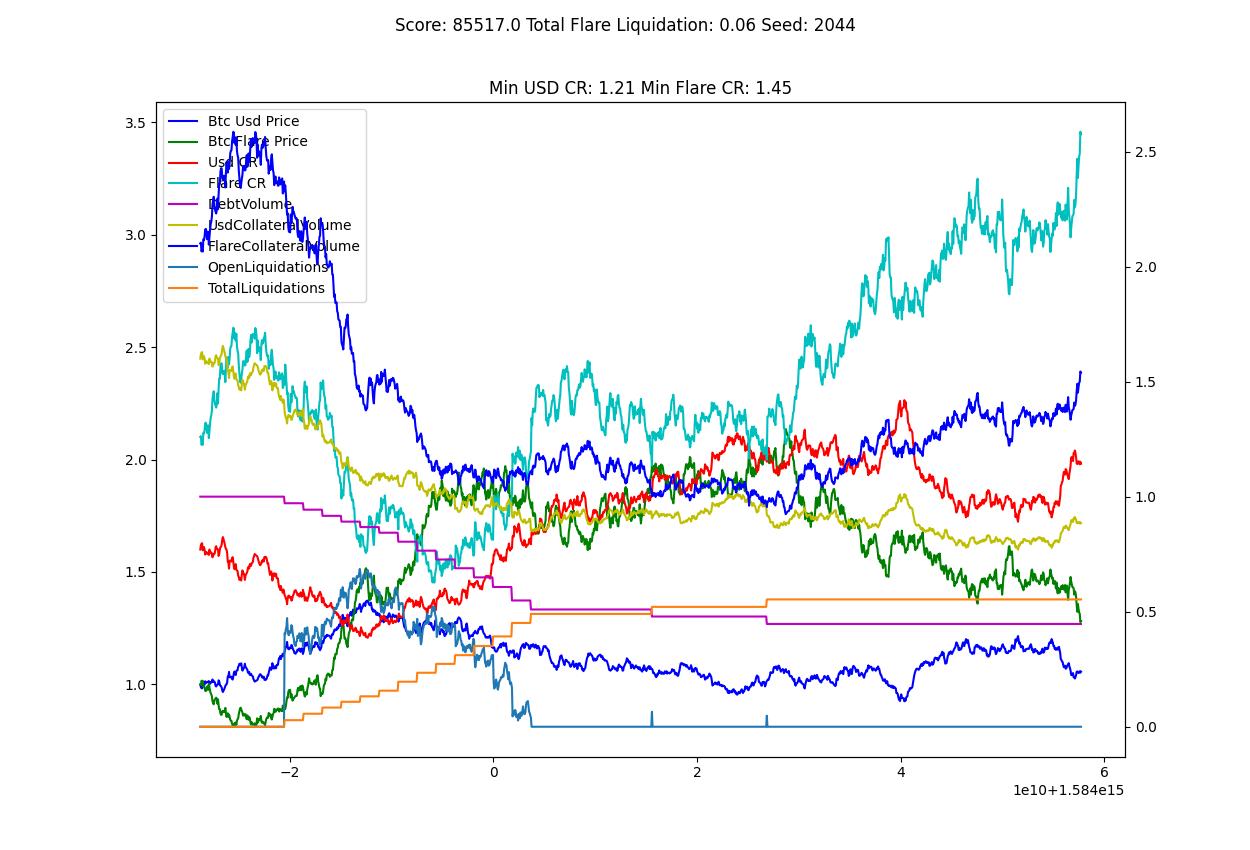 Score: 85517.0 Total Flare Liquidation: 0.06 Seed: 2044
Min USD CR: 1.21 Min Flare CR: 1.45
Btc Usd Price
Btc Flare Price
Usd CR
Flare CR
DebtVolume
UsdCollateralVolume
FlareCollateralVolume
OpenLiquidations
TotalLiquidations
3.5
3.0
2.5
2.0
1.5
1.0
2.5
2.0
1.5
1.0
0.5
0.0
−2 0 2 4 6
1e10+1.584e15